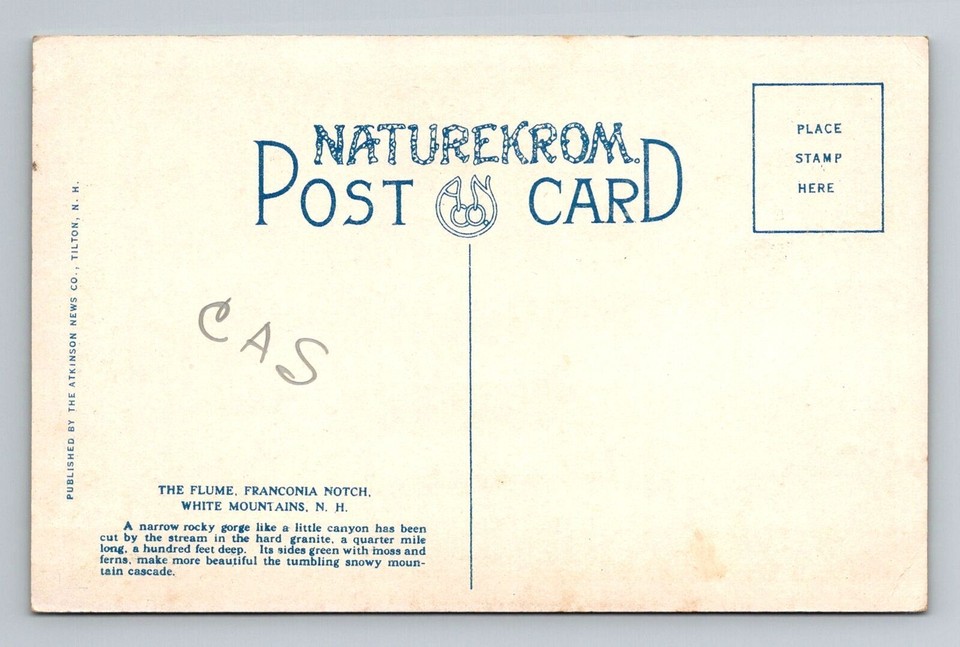 NATUREKROM.
POST CARD
A N
CO.
PLACE
STAMP
HERE
PUBLISHED BY THE ATKINSON NEWS CO., TILTON, N. H.
CAS
THE FLUME, FRANCONIA NOTCH,
WHITE MOUNTAINS, N. H.
A narrow rocky gorge like a little canyon has been
cut by the stream in the hard granite, a quarter mile
long, a hundred feet deep. Its sides green with moss and
ferns, make more beautiful the tumbling snowy moun-
tain cascade.